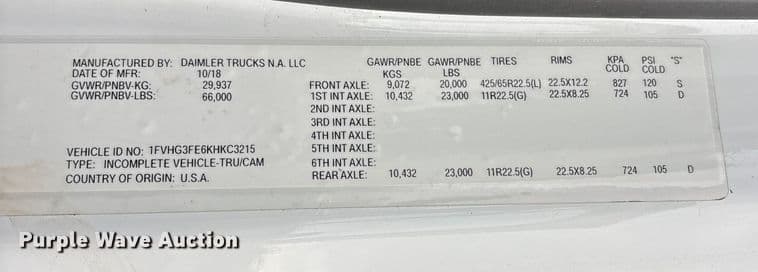 MANUFACTURED BY: DAIMLER TRUCKS N.A. LLC GAWR/PNBE GAWR/PNBE TIRES RIMS KPA PSI "S"
DATE OF MFR: 10/18 KGS LBS COLD COLD
GVWR/PNBV-KG: 29,937 FRONT AXLE: 9,072 20,000 425/65R22.5(L) 22.5X12.2 827 120 S
GVWR/PNBV-LBS: 66,000 1ST INT AXLE: 10,432 23,000 11R22.5(G) 22.5X8.25 724 105 D
2ND INT AXLE:
3RD INT AXLE:
4TH INT AXLE:
VEHICLE ID NO: 1FVHG3FE6KHKC3215 5TH INT AXLE:
TYPE: INCOMPLETE VEHICLE-TRU/CAM 6TH INT AXLE:
COUNTRY OF ORIGIN: U.S.A. REAR AXLE: 10,432 23,000 11R22.5(G) 22.5X8.25 724 105 D
Purple Wave Auction